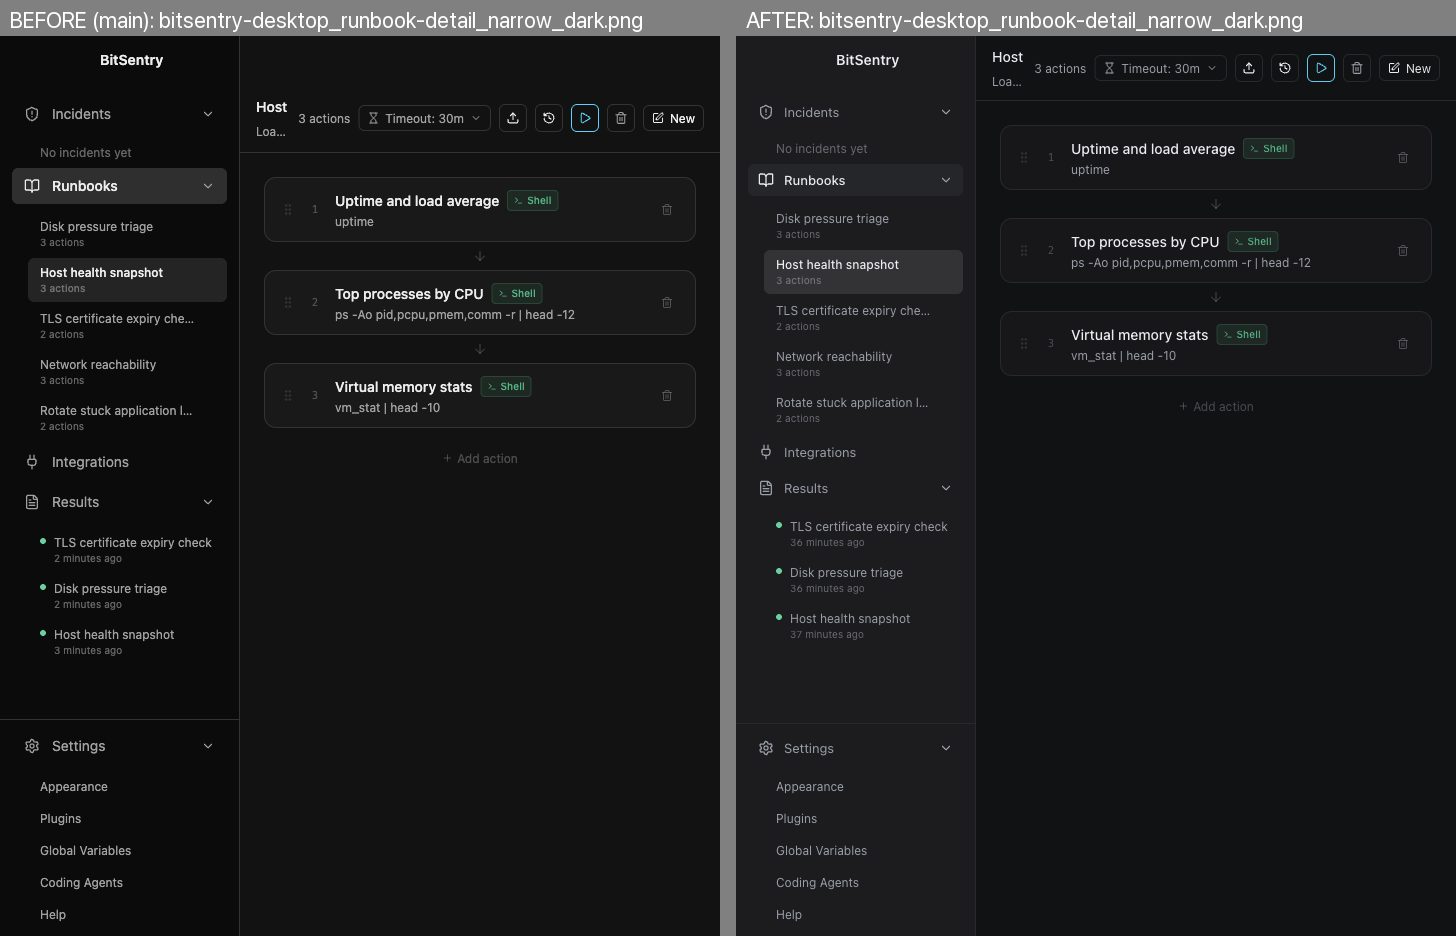 BEFORE (main): bitsentry-desktop_runbook-detail_narrow_dark.png
BitSentry
Incidents
No incidents yet
Runbooks
Disk pressure triage
3 actions
Host health snapshot
3 actions
TLS certificate expiry che...
2 actions
Network reachability
3 actions
Rotate stuck application l...
2 actions
Integrations
Results
TLS certificate expiry check
2 minutes ago
Disk pressure triage
2 minutes ago
Host health snapshot
3 minutes ago
Settings
Appearance
Plugins
Global Variables
Coding Agents
Help
Host
Loa...
3 actions
Timeout: 30m
New
1
Uptime and load average
Shell
uptime
2
Top processes by CPU
Shell
ps -Ao pid,pcpu,pmem,comm -r | head -12
3
Virtual memory stats
Shell
vm_stat | head -10
+ Add action
AFTER: bitsentry-desktop_runbook-detail_narrow_dark.png
BitSentry
Incidents
No incidents yet
Runbooks
Disk pressure triage
3 actions
Host health snapshot
3 actions
TLS certificate expiry che...
2 actions
Network reachability
3 actions
Rotate stuck application l...
2 actions
Integrations
Results
TLS certificate expiry check
36 minutes ago
Disk pressure triage
36 minutes ago
Host health snapshot
37 minutes ago
Settings
Appearance
Plugins
Global Variables
Coding Agents
Help
Host
Loa...
3 actions
Timeout: 30m
New
1
Uptime and load average
Shell
uptime
2
Top processes by CPU
Shell
ps -Ao pid,pcpu,pmem,comm -r | head -12
3
Virtual memory stats
Shell
vm_stat | head -10
+ Add action